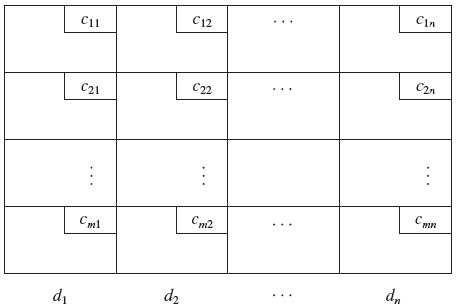 c₁₁ c₁₂ ⋯ c₁ₙ
c₂₁ c₂₂ ⋯ c₂ₙ
⋮ ⋮ ⋮
cₘ₁ cₘ₂ ⋯ cₘₙ
d₁ d₂ ⋯ dₙ